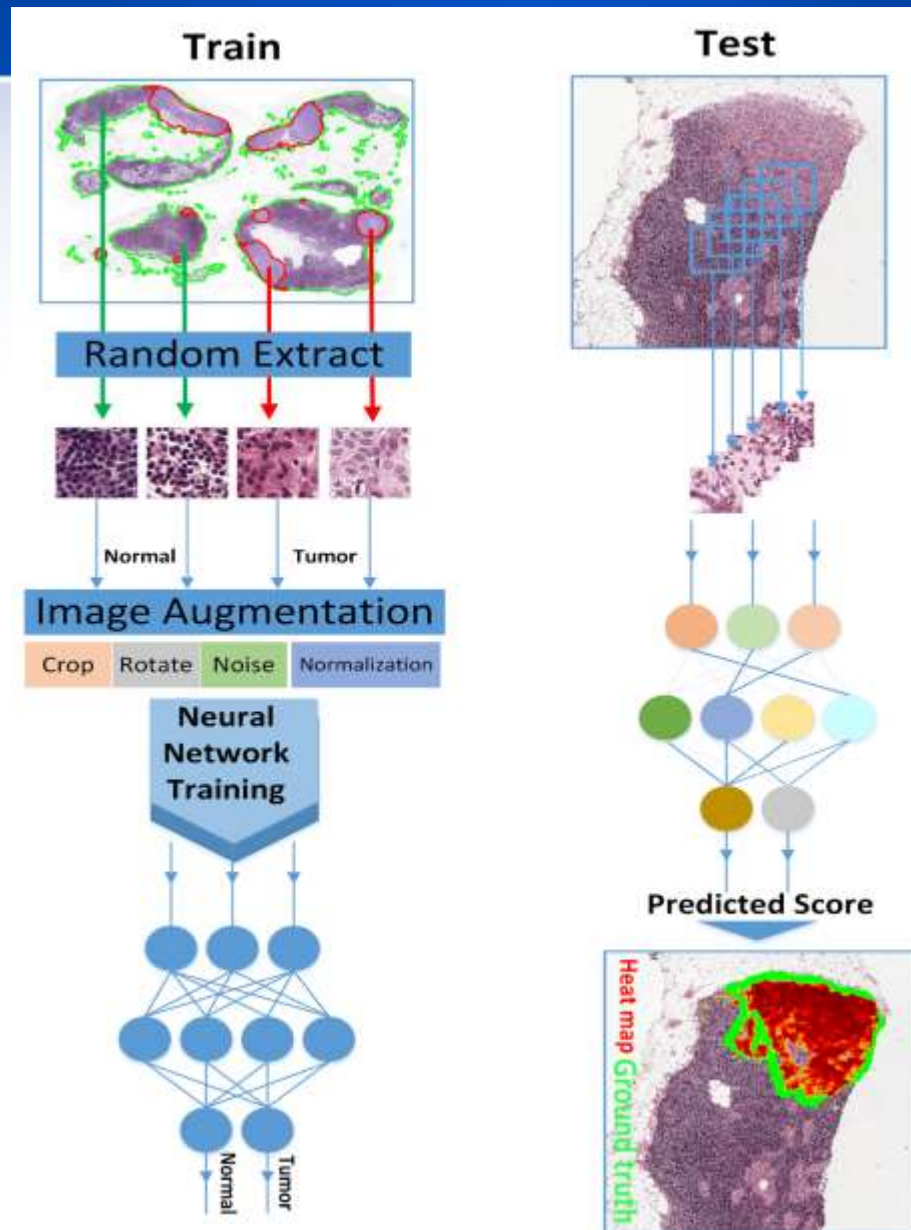 Train
Random Extract
Normal
Tumor
Image Augmentation
Crop
Rotate
Noise
Normalization
Neural
Network
Training
Normal
Tumor
Test
Predicted Score
Heat map
Ground truth